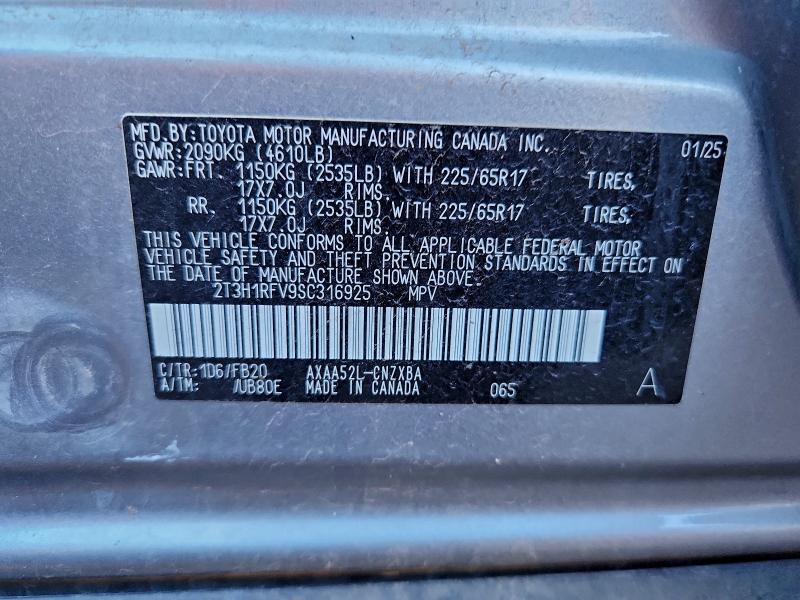 MFD.BY:TOYOTA MOTOR MANUFACTURING CANADA INC. 01/25
GVWR:2090KG (4610LB)
GAWR:FRT. 1150KG (2535LB) WITH 225/65R17 TIRES,
17X7.0J RIMS.
RR. 1150KG (2535LB) WITH 225/65R17 TIRES,
17X7.0J RIMS.
THIS VEHICLE CONFORMS TO ALL APPLICABLE FEDERAL MOTOR
VEHICLE SAFETY AND THEFT PREVENTION STANDARDS IN EFFECT ON
THE DATE OF MANUFACTURE SHOWN ABOVE.
2T3H1RFV9SC316925 MPV
C/TR:1D6/FB20 AXAA52L-CNZXBA
A/TM: /UB80E MADE IN CANADA 065 A